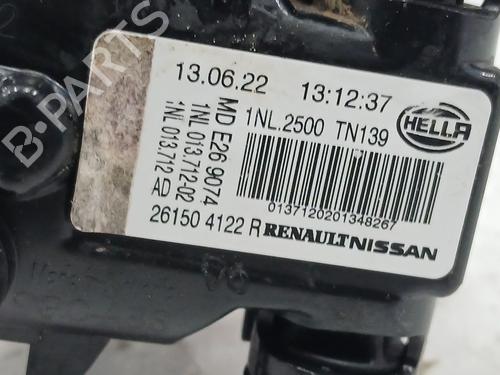 13.06.22 13:12:37
1NL.2500 TN139
HELLA
MD E26 9074
1NL 013.712-02
1NL 013.712 AD
0137120201348267
26150 4122 R RENAULT NISSAN
B-PARTS